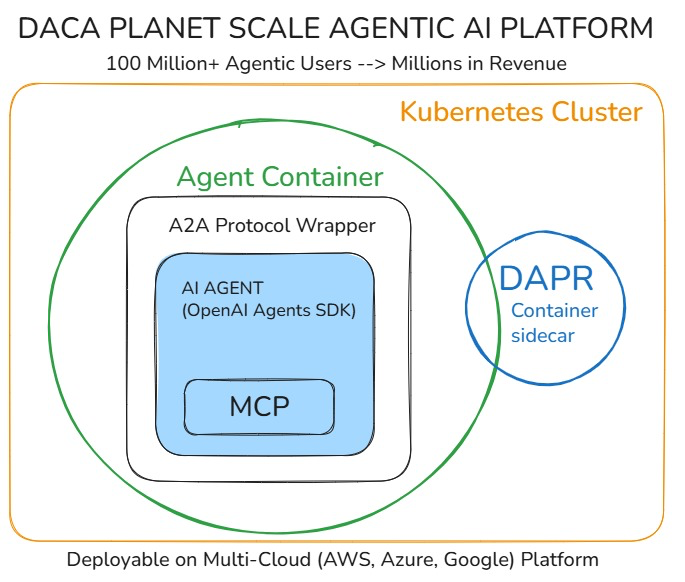 DACA PLANET SCALE AGENTIC AI PLATFORM
100 Million+ Agentic Users --> Millions in Revenue
Kubernetes Cluster
Agent Container
A2A Protocol Wrapper
AI AGENT
(OpenAI Agents SDK)
MCP
DAPR
Container
sidecar
Deployable on Multi-Cloud (AWS, Azure, Google) Platform